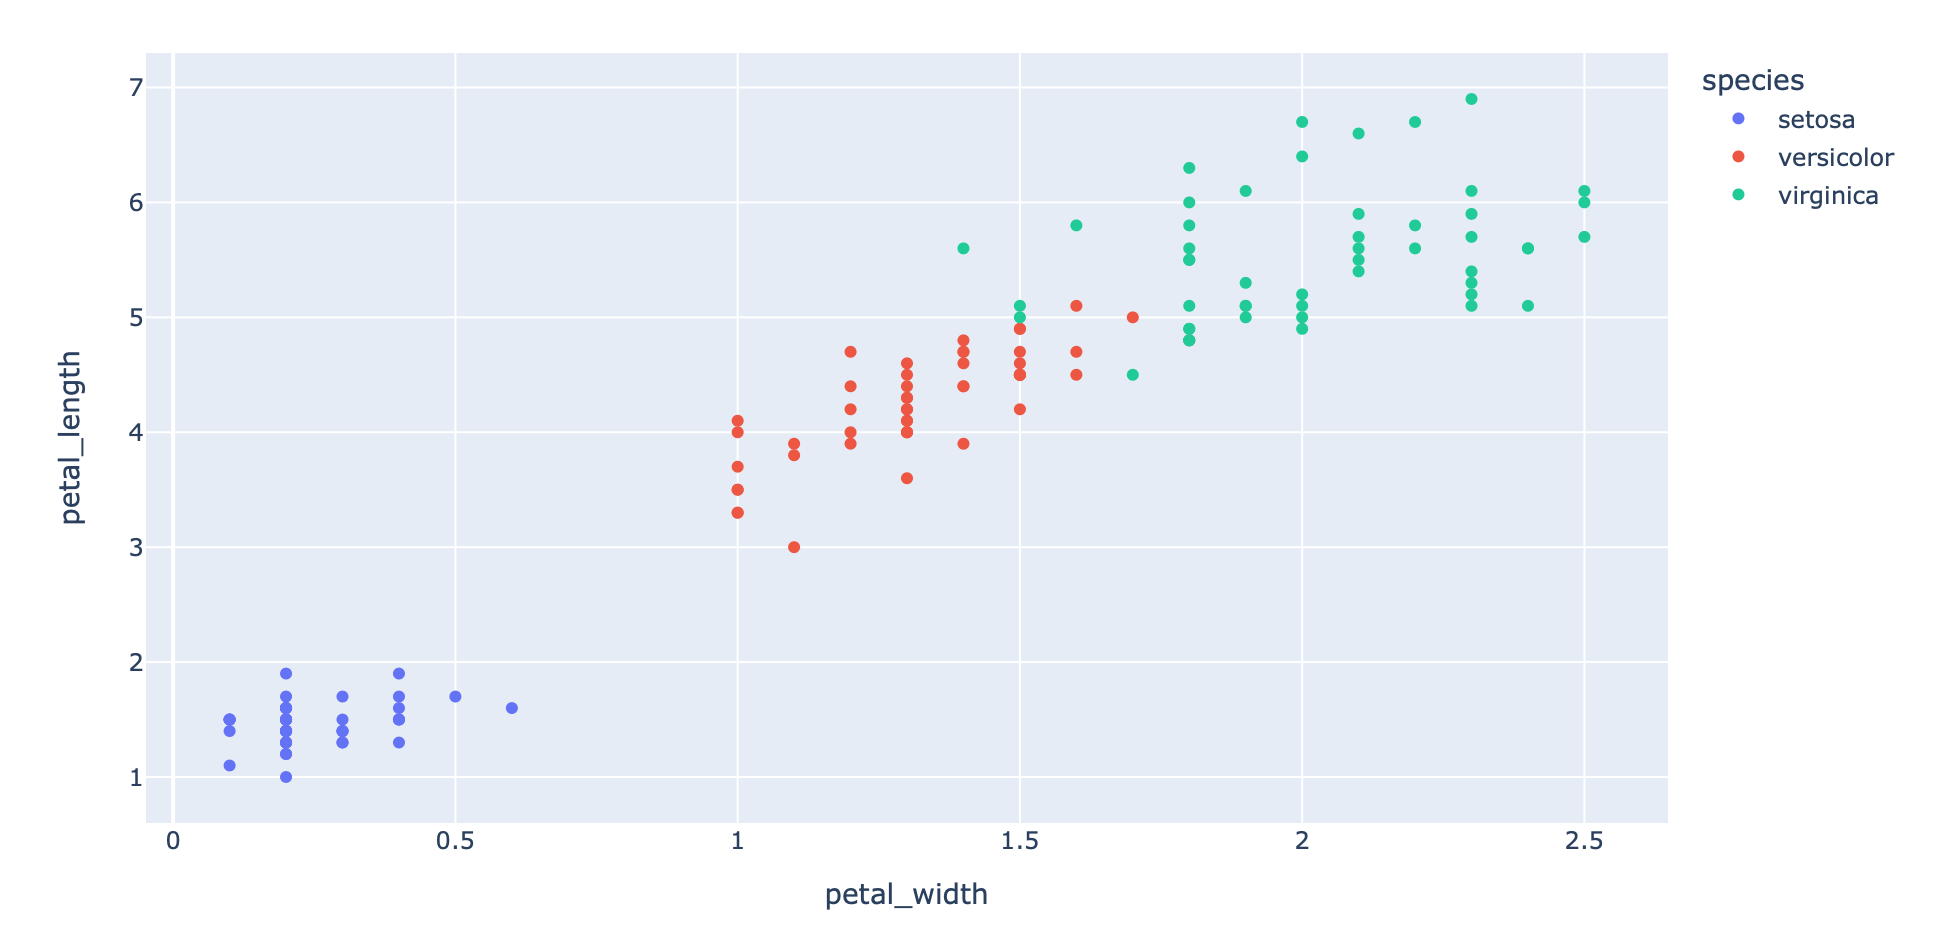 species
setosa
versicolor
virginica
petal_length
7
6
5
4
3
2
1
0 0.5 1 1.5 2 2.5
petal_width